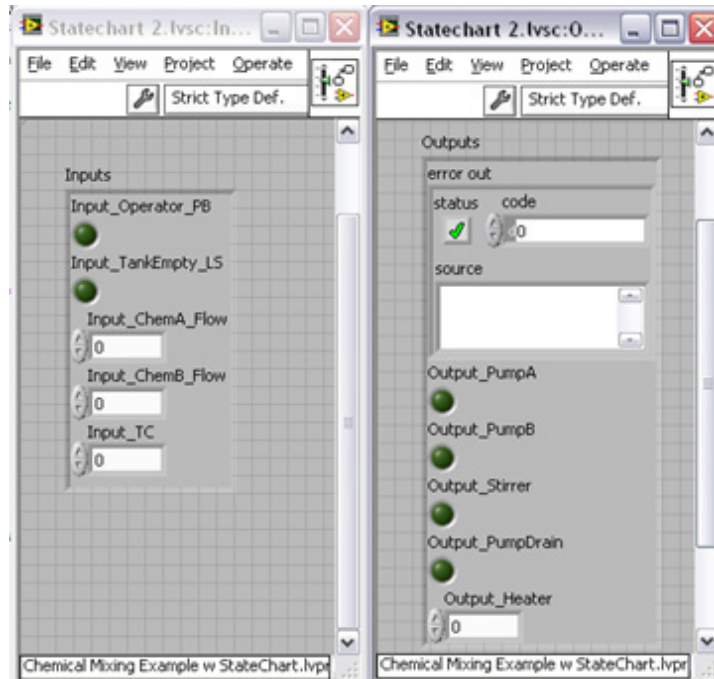 Statechart 2.lvsc:In...
File Edit View Project Operate
Strict Type Def.
Inputs
Input_Operator_PB
Input_TankEmpty_LS
Input_ChemA_Flow
0
Input_ChemB_Flow
0
Input_TC
0
Chemical Mixing Example w StateChart.lvpr
Statechart 2.lvsc:O...
File Edit View Project Operate
Strict Type Def.
Outputs
error out
status code
0
source
Output_PumpA
Output_PumpB
Output_Stirrer
Output_PumpDrain
Output_Heater
0
Chemical Mixing Example w StateChart.lvpr